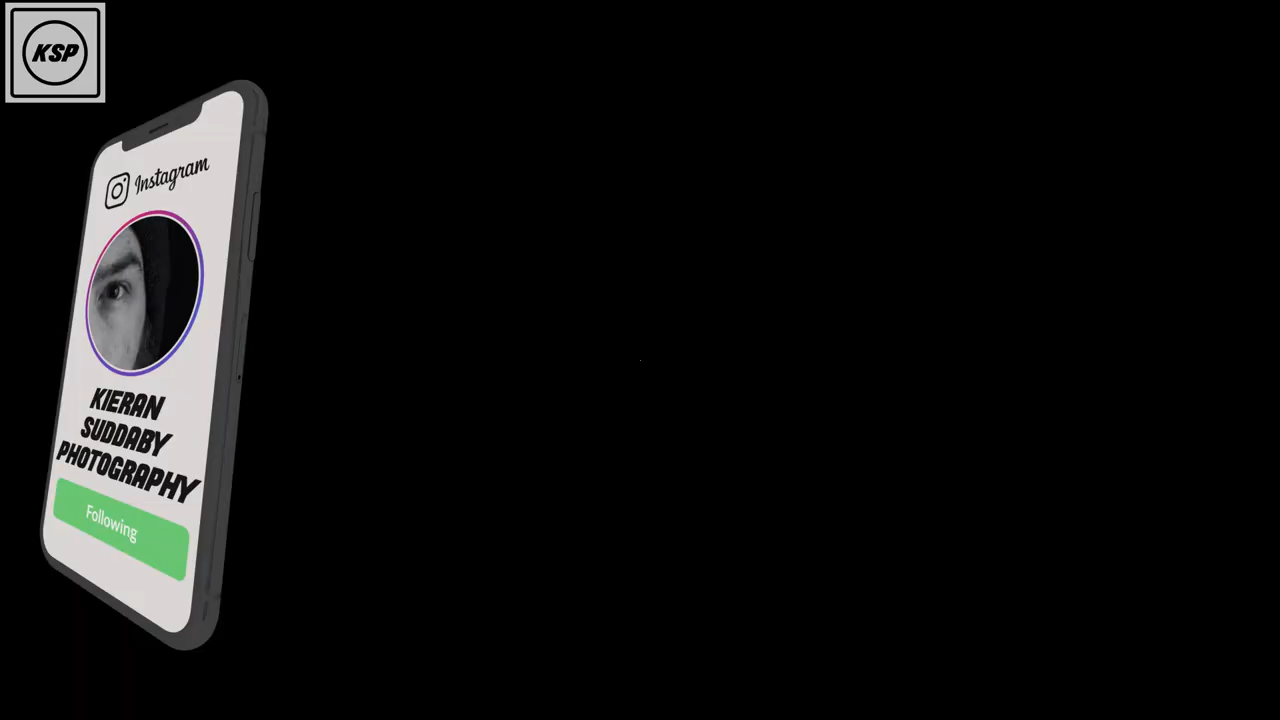 KSP
Instagram
KIERAN
SUDDABY
PHOTOGRAPHY
Following